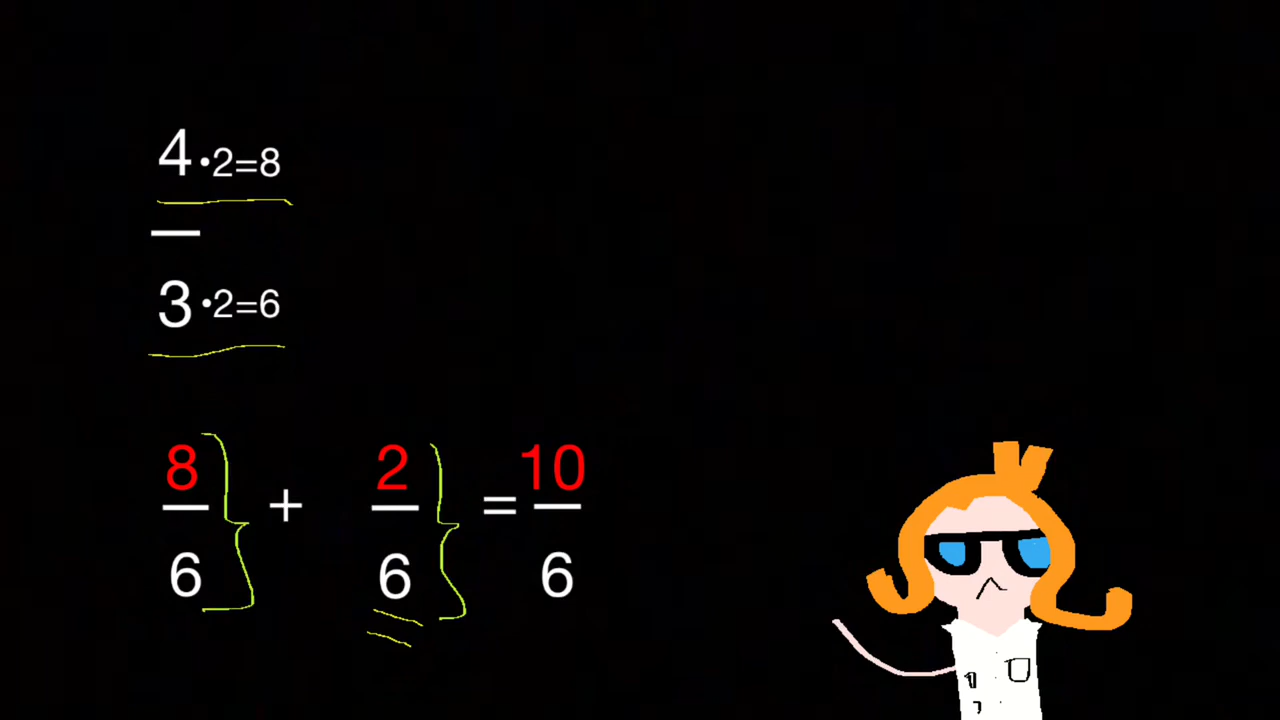 4•2=8
—
3•2=6
8 2 10
— + — = —
6 6 6